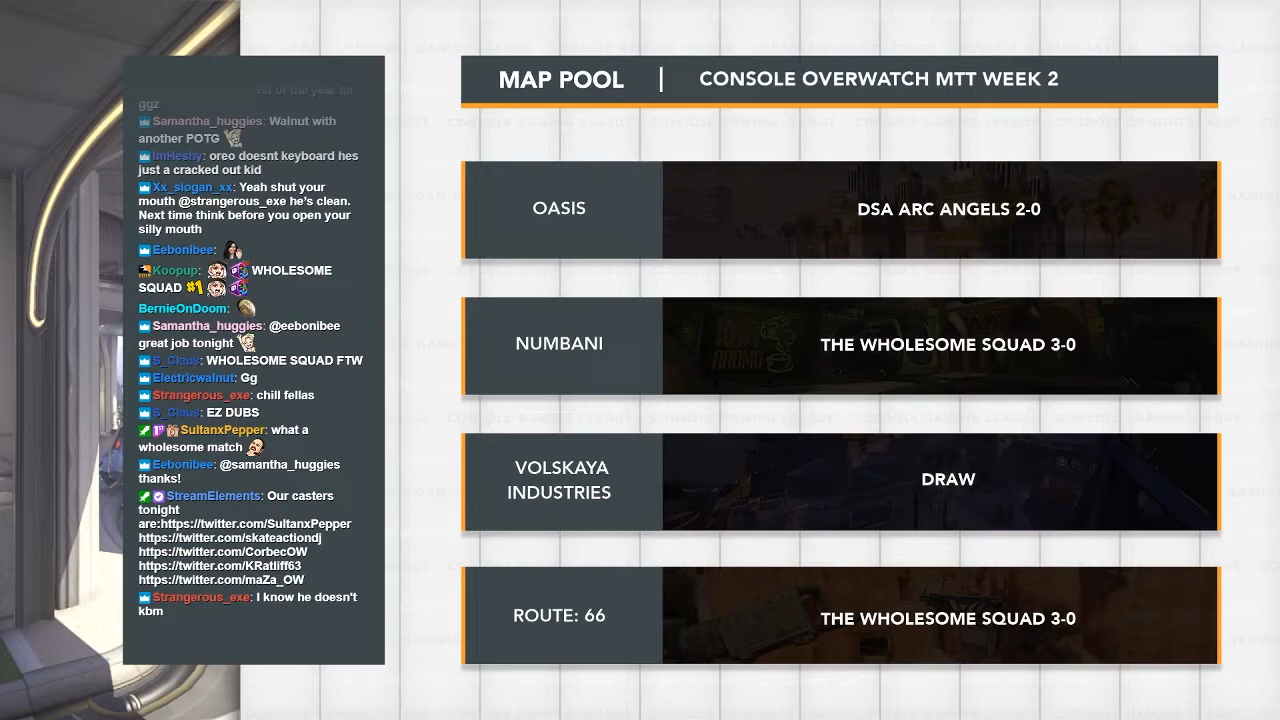 MAP POOL | CONSOLE OVERWATCH MTT WEEK 2
1st of the year lol
ggz
Samantha_huggies: Walnut with
another POTG
ImHeshy: oreo doesnt keyboard hes
just a cracked out kid
Xx_slogan_xx: Yeah shut your
mouth @strangerous_exe he's clean.
Next time think before you open your
silly mouth
Eebonibee:
Koopup: WHOLESOME
SQUAD #1
BernieOnDoom:
Samantha_huggies: @eebonibee
great job tonight
S_Claus: WHOLESOME SQUAD FTW
Electricwalnut: Gg
Strangerous_exe: chill fellas
S_Claus: EZ DUBS
SultanxPepper: what a
wholesome match
Eebonibee: @samantha_huggies
thanks!
StreamElements: Our casters
tonight
are:https://twitter.com/SultanxPepper
https://twitter.com/skateactiondj
https://twitter.com/CorbecOW
https://twitter.com/KRatliff63
https://twitter.com/maZa_OW
Strangerous_exe: I know he doesn't
kbm
OASIS
DSA ARC ANGELS 2-0
NUMBANI
THE WHOLESOME SQUAD 3-0
VOLSKAYA
INDUSTRIES
DRAW
ROUTE: 66
THE WHOLESOME SQUAD 3-0